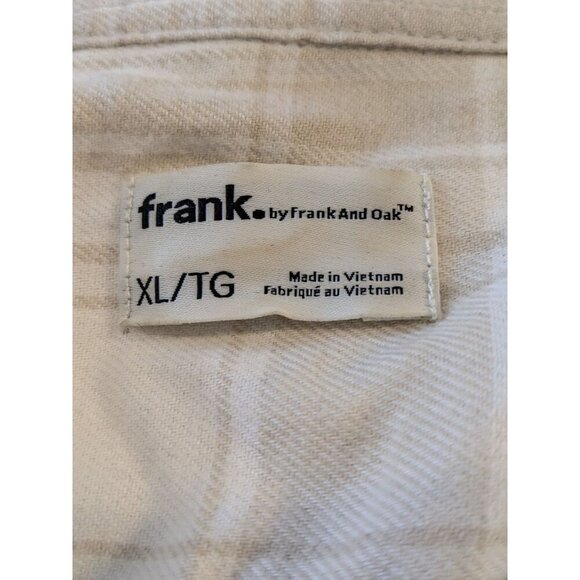 frank. by Frank And Oak™
XL/TG
Made in Vietnam
Fabriqué au Vietnam